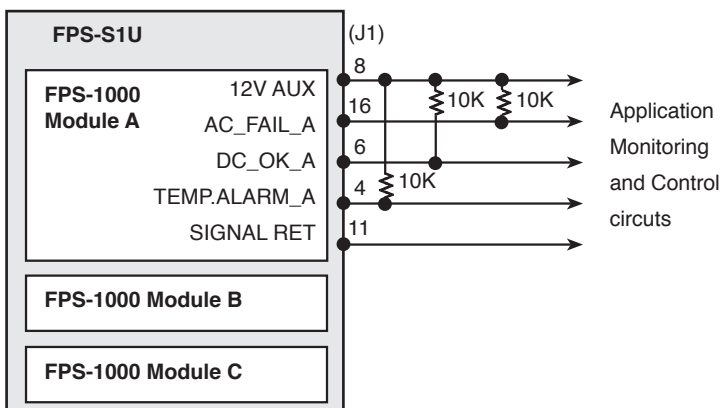 FPS-S1U
(J1)
FPS-1000
Module A
12V AUX
AC_FAIL_A
DC_OK_A
TEMP.ALARM_A
SIGNAL RET
8
16
6
4
11
10K
10K
10K
Application
Monitoring
and Control
circuts
FPS-1000 Module B
FPS-1000 Module C